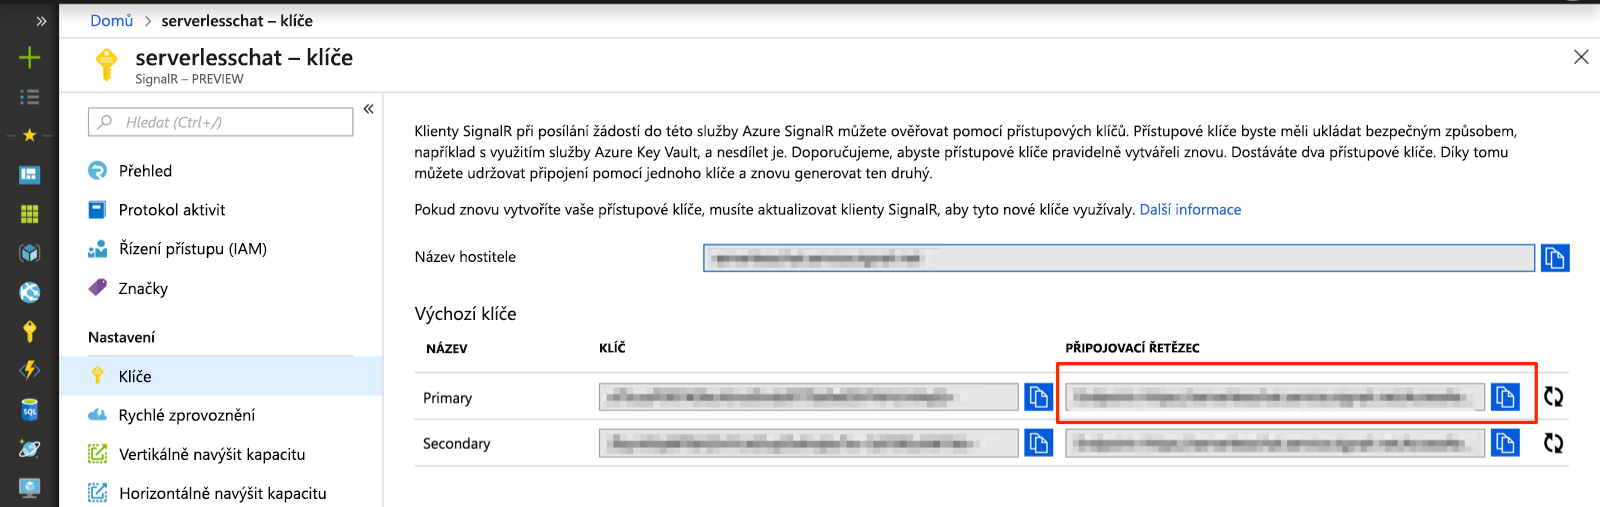 Domů > serverlesschat – klíče
serverlesschat – klíče
SignalR – PREVIEW
Hledat (Ctrl+/)
Přehled
Protokol aktivit
Řízení přístupu (IAM)
Značky
Nastavení
Klíče
Rychlé zprovoznění
Vertikálně navýšit kapacitu
Horizontálně navýšit kapacitu
Klienty SignalR při posílání žádostí do této služby Azure SignalR můžete ověřovat pomocí přístupových klíčů. Přístupové klíče byste měli ukládat bezpečným způsobem,
například s využitím služby Azure Key Vault, a nesdílet je. Doporučujeme, abyste přístupové klíče pravidelně vytvářeli znovu. Dostáváte dva přístupové klíče. Díky tomu
můžete udržovat připojení pomocí jednoho klíče a znovu generovat ten druhý.
Pokud znovu vytvoříte vaše přístupové klíče, musíte aktualizovat klienty SignalR, aby tyto nové klíče využívaly. Další informace
Název hostitele
Výchozí klíče
NÁZEV KLÍČ PŘIPOJOVACÍ ŘETĚZEC
Primary
Secondary
SQL